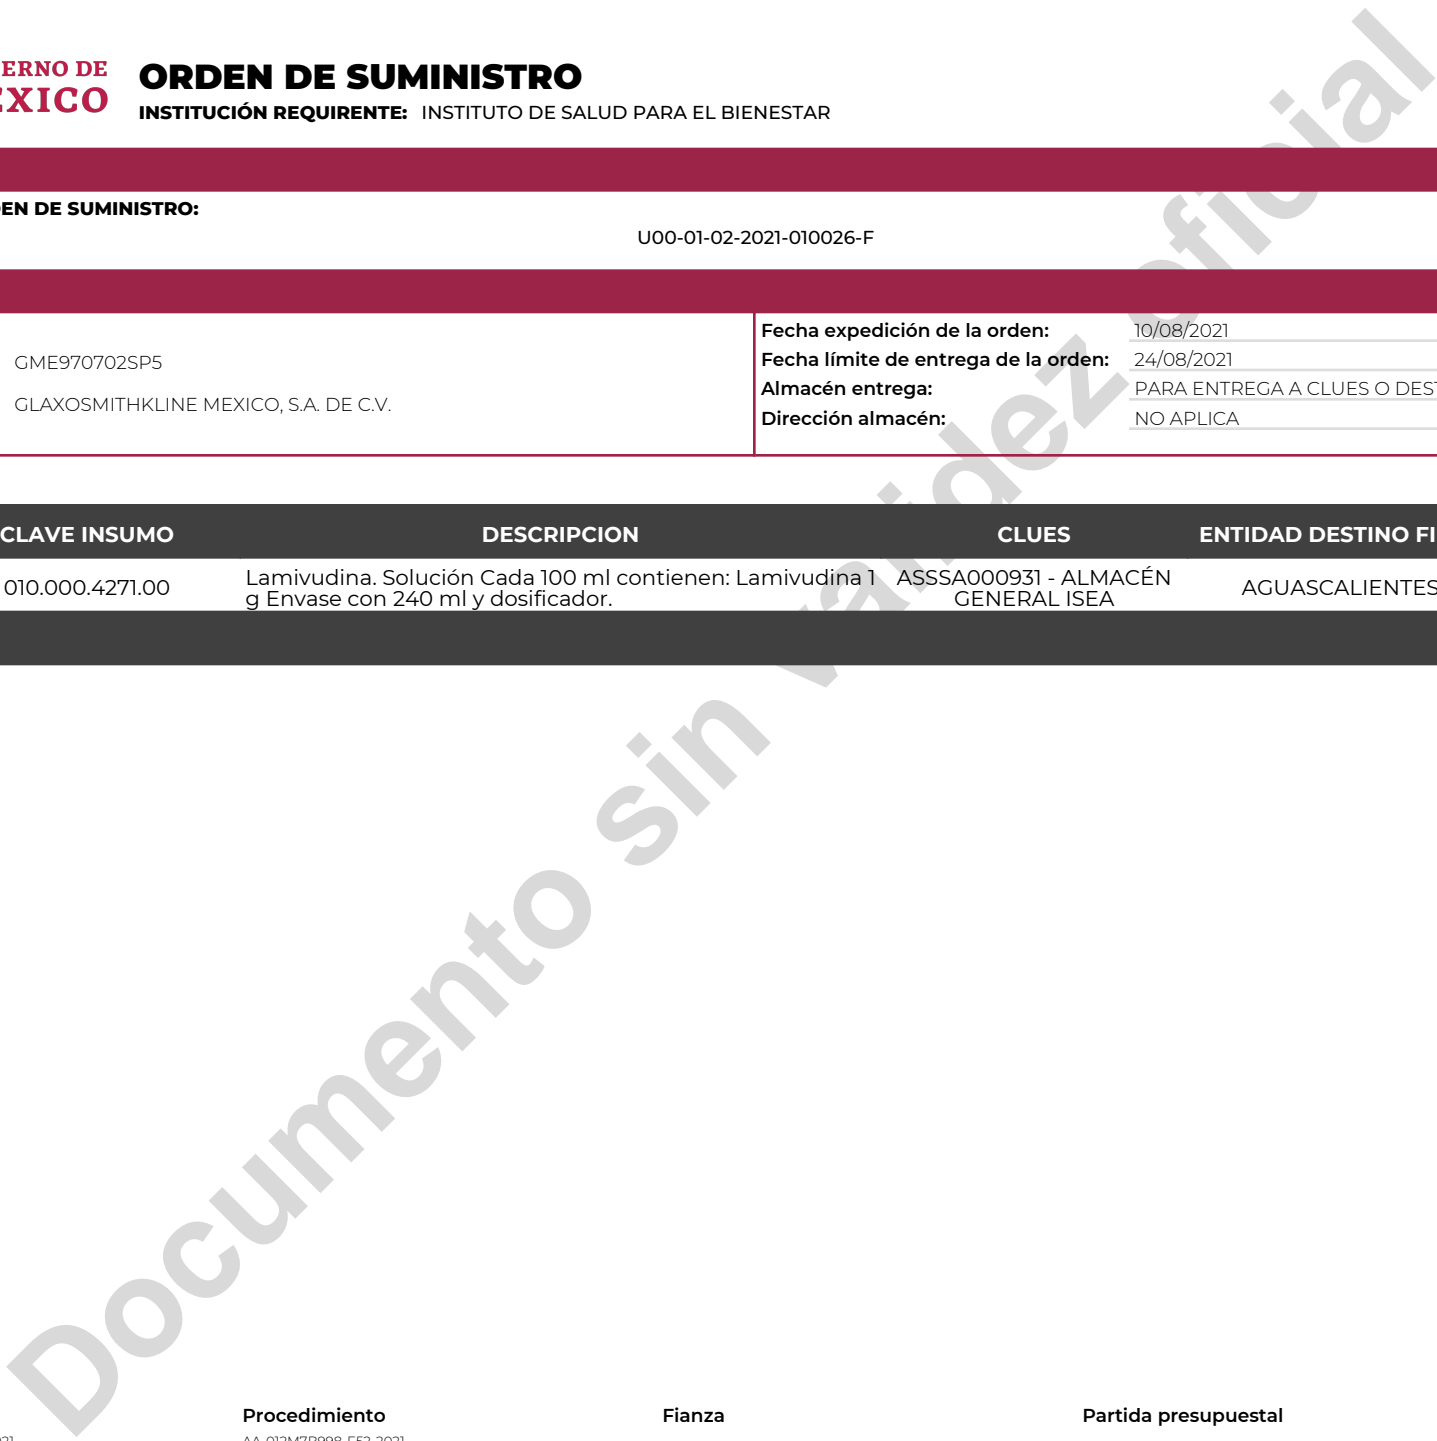 ERNO DE
EXICO
ORDEN DE SUMINISTRO
INSTITUCIÓN REQUIRENTE: INSTITUTO DE SALUD PARA EL BIENESTAR
EN DE SUMINISTRO:
U00-01-02-2021-010026-F
GME970702SP5
GLAXOSMITHKLINE MEXICO, S.A. DE C.V.
Fecha expedición de la orden: 10/08/2021
Fecha límite de entrega de la orden: 24/08/2021
Almacén entrega: PARA ENTREGA A CLUES O DEST
Dirección almacén: NO APLICA
CLAVE INSUMO DESCRIPCION CLUES ENTIDAD DESTINO FI
010.000.4271.00
Lamivudina. Solución Cada 100 ml contienen: Lamivudina 1
g Envase con 240 ml y dosificador.
ASSSA000931 - ALMACÉN
GENERAL ISEA
AGUASCALIENTES
Documento sin validez oficial
Procedimiento Fianza Partida presupuestal